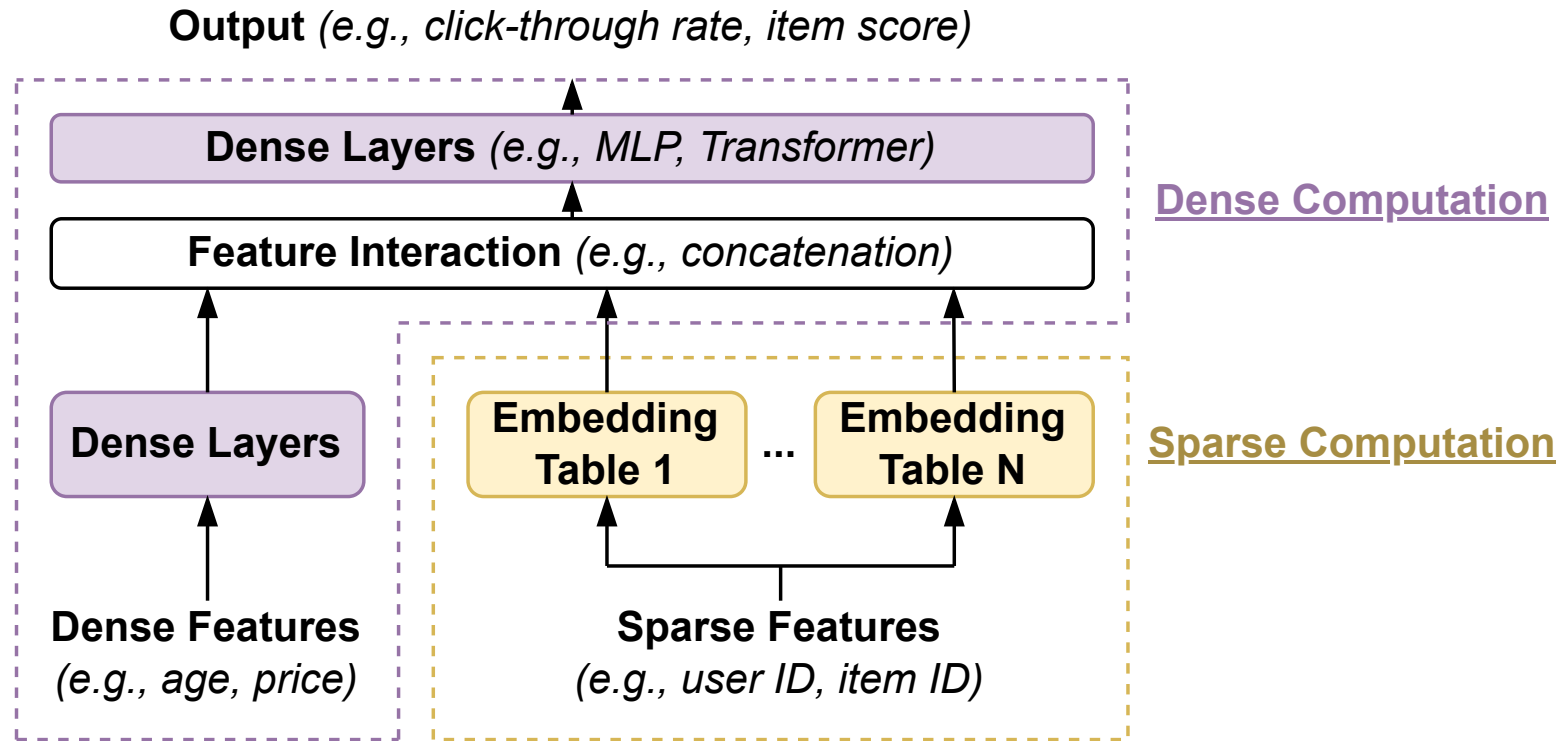 Output (e.g., click-through rate, item score)
Dense Layers (e.g., MLP, Transformer)
Dense Computation
Feature Interaction (e.g., concatenation)
Dense Layers
Embedding
Table 1
...
Embedding
Table N
Sparse Computation
Dense Features
(e.g., age, price)
Sparse Features
(e.g., user ID, item ID)